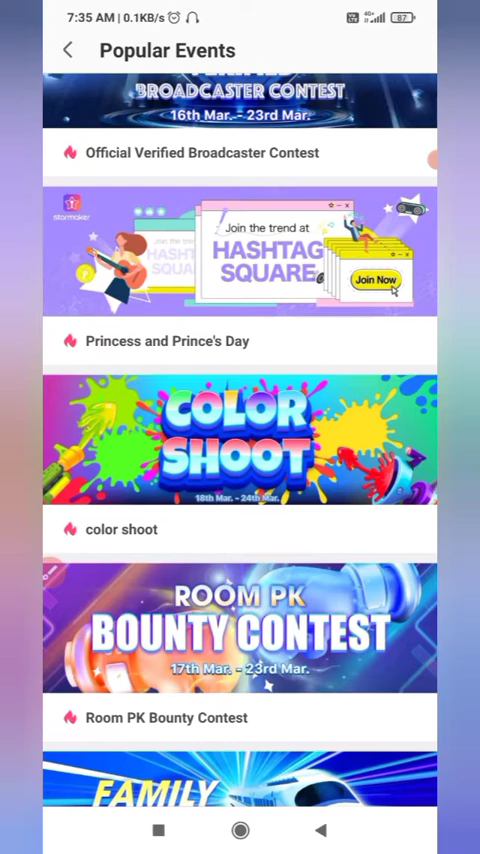 7:35 AM | 0.1KB/s
4G+
87
Popular Events
BROADCASTER CONTEST
16th Mar. - 23rd Mar.
Official Verified Broadcaster Contest
starmaker
Join the trend at
HASHTAG
SQUARE
Join Now
Princess and Prince's Day
COLOR
SHOOT
18th Mar. - 24th Mar.
color shoot
ROOM PK
BOUNTY CONTEST
17th Mar. - 23rd Mar.
Room PK Bounty Contest
FAMILY